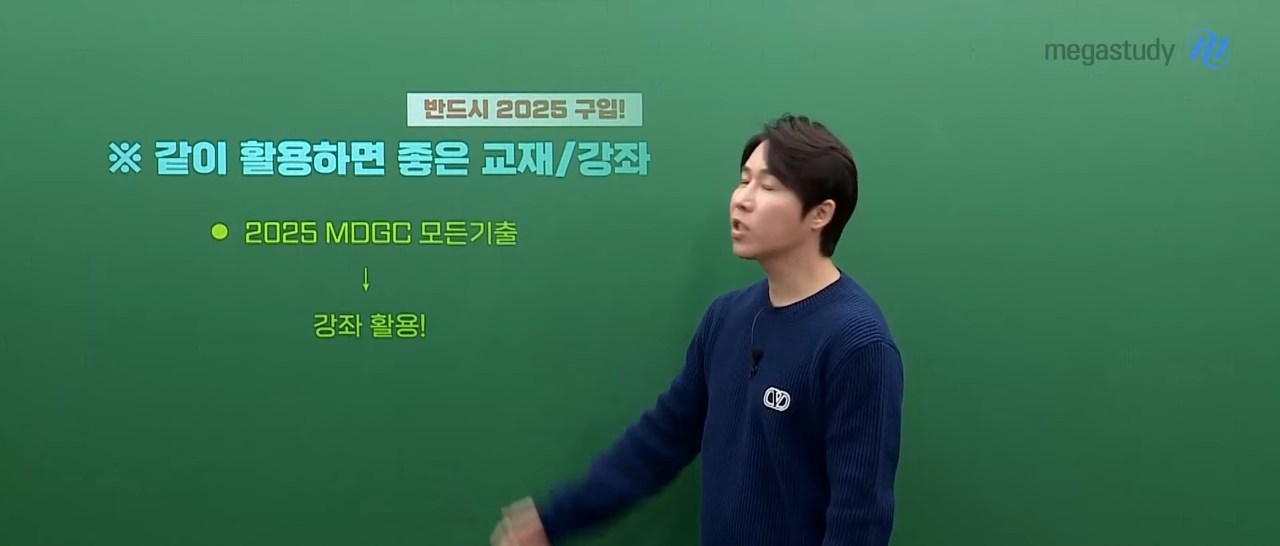 megastudy M
반드시 2025 구입!
※ 같이 활용하면 좋은 교재/강좌
● 2025 MDGC 모든기출
↓
강좌 활용!